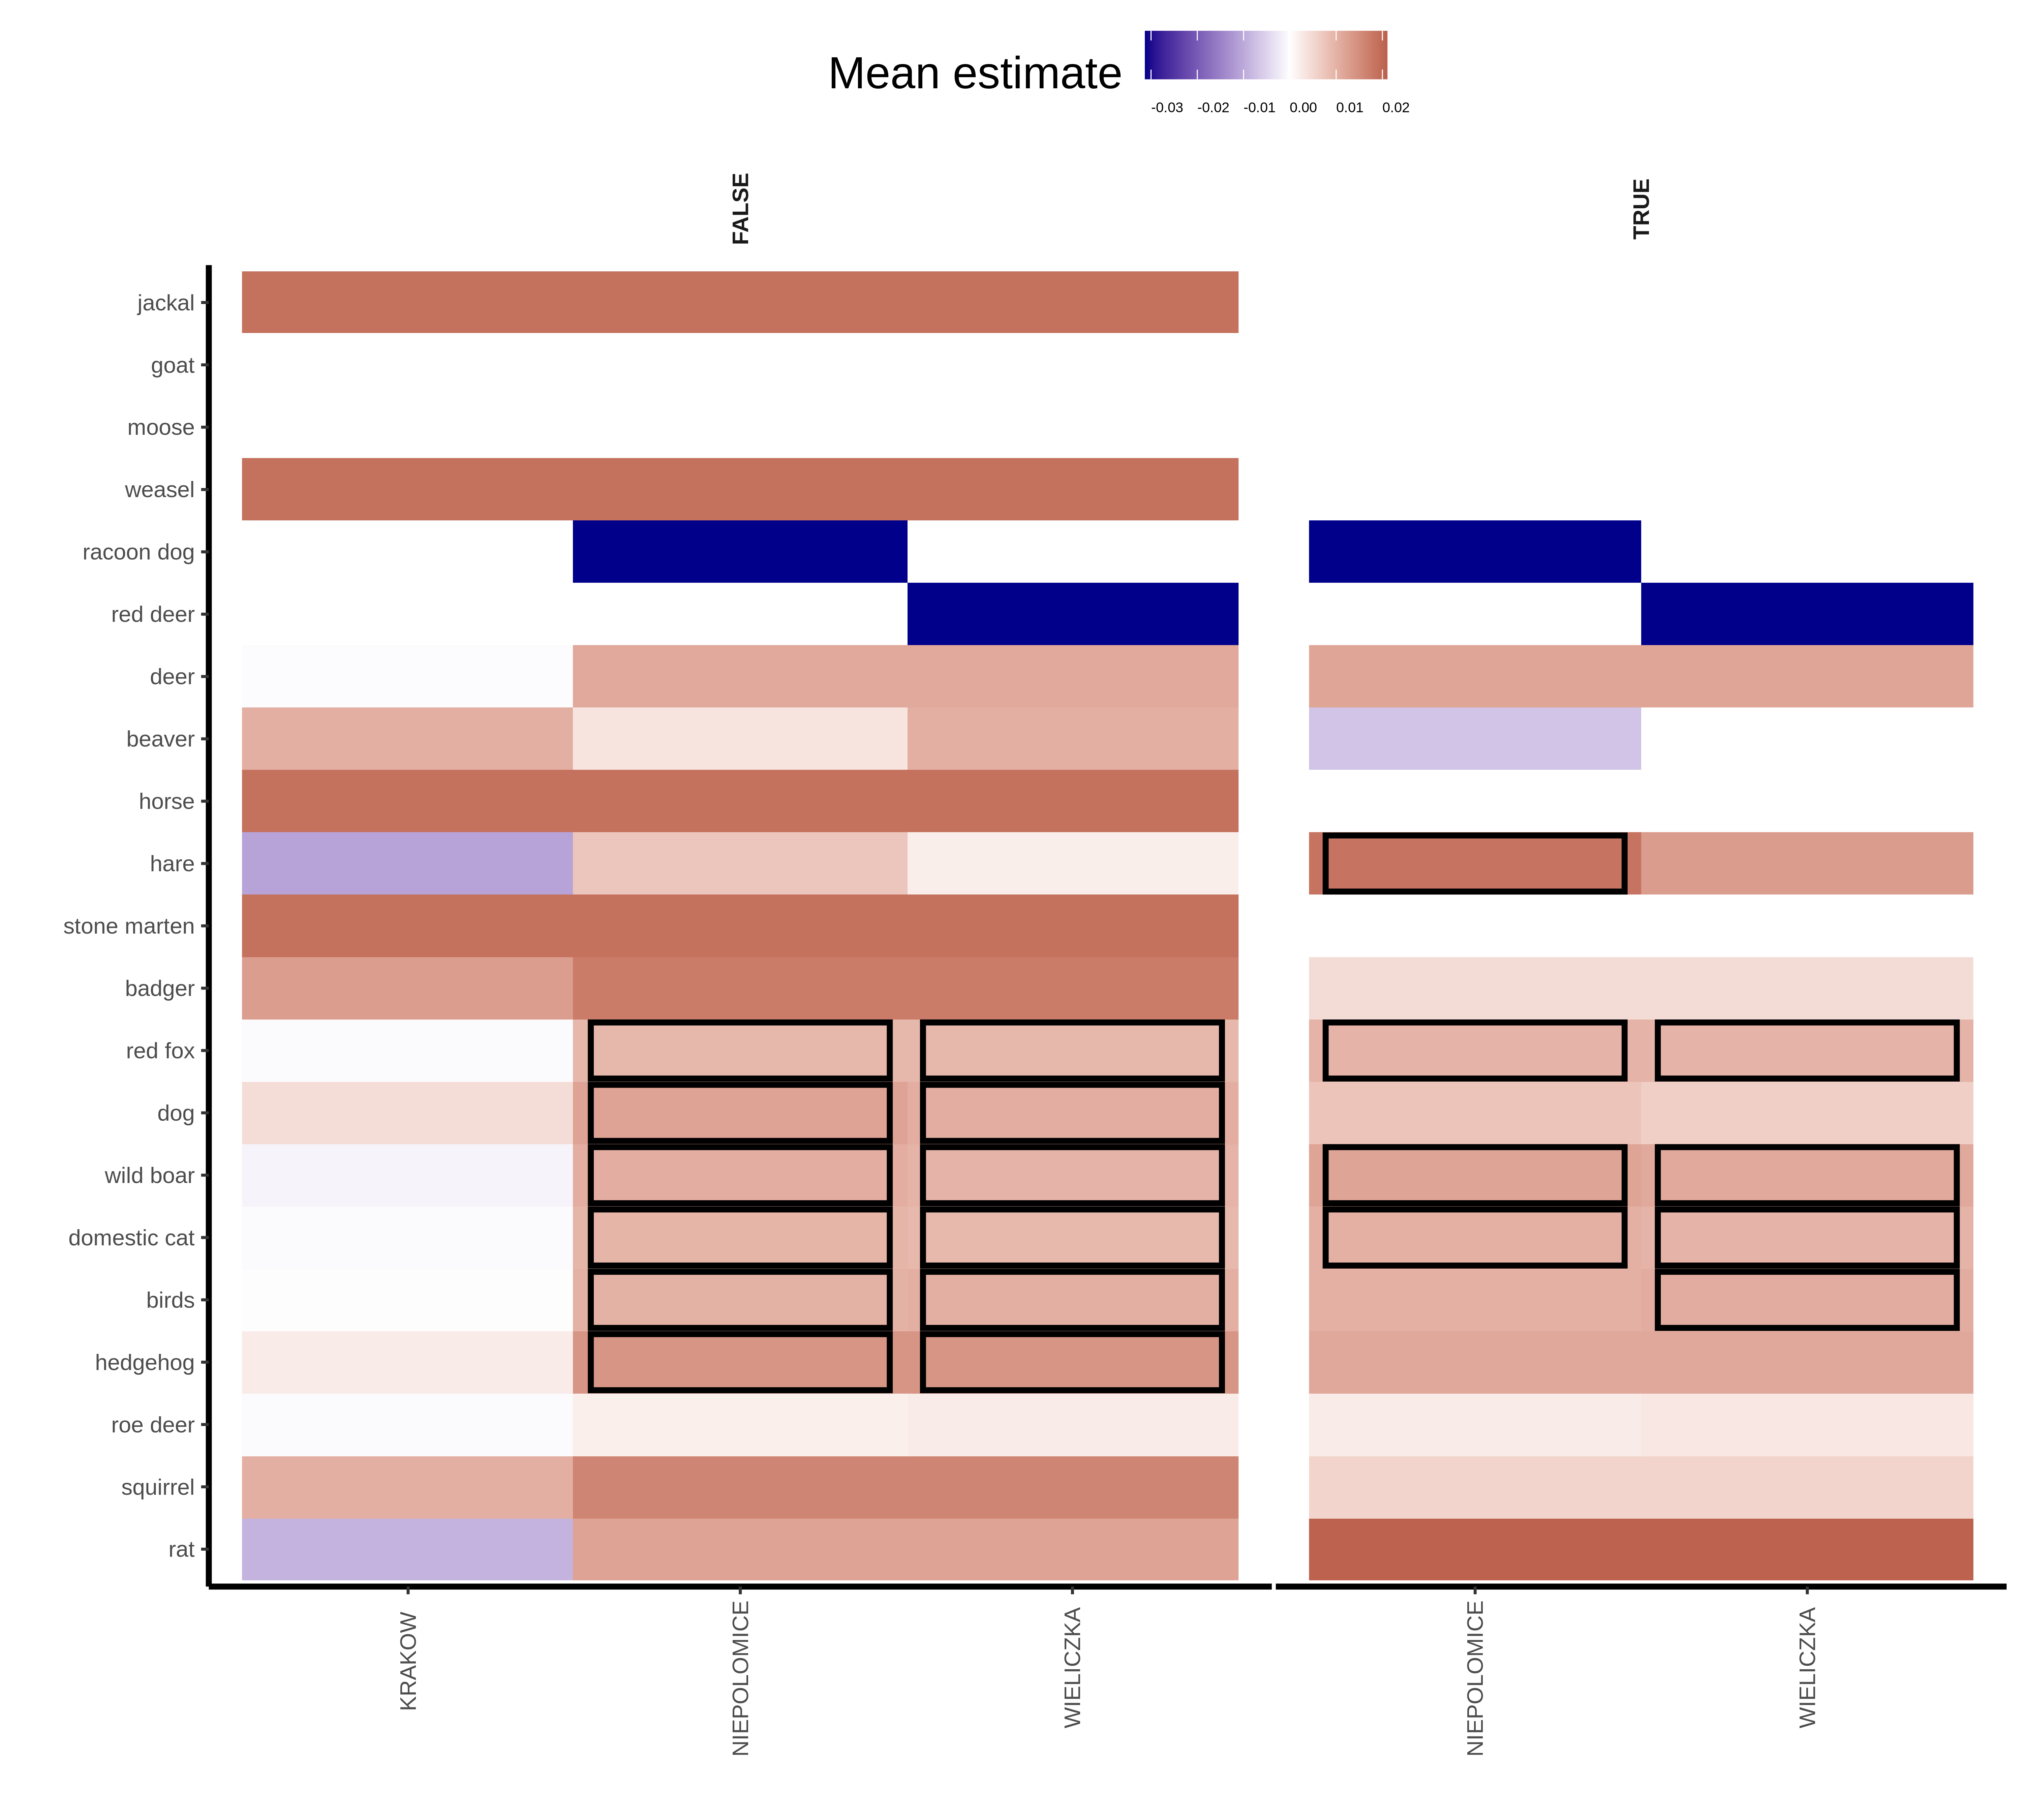 Mean estimate
-0.03 -0.02 -0.01 0.00 0.01 0.02
FALSE
TRUE
jackal
goat
moose
weasel
racoon dog
red deer
deer
beaver
horse
hare
stone marten
badger
red fox
dog
wild boar
domestic cat
birds
hedgehog
roe deer
squirrel
rat
KRAKOW
NIEPOLOMICE
WIELICZKA
NIEPOLOMICE
WIELICZKA